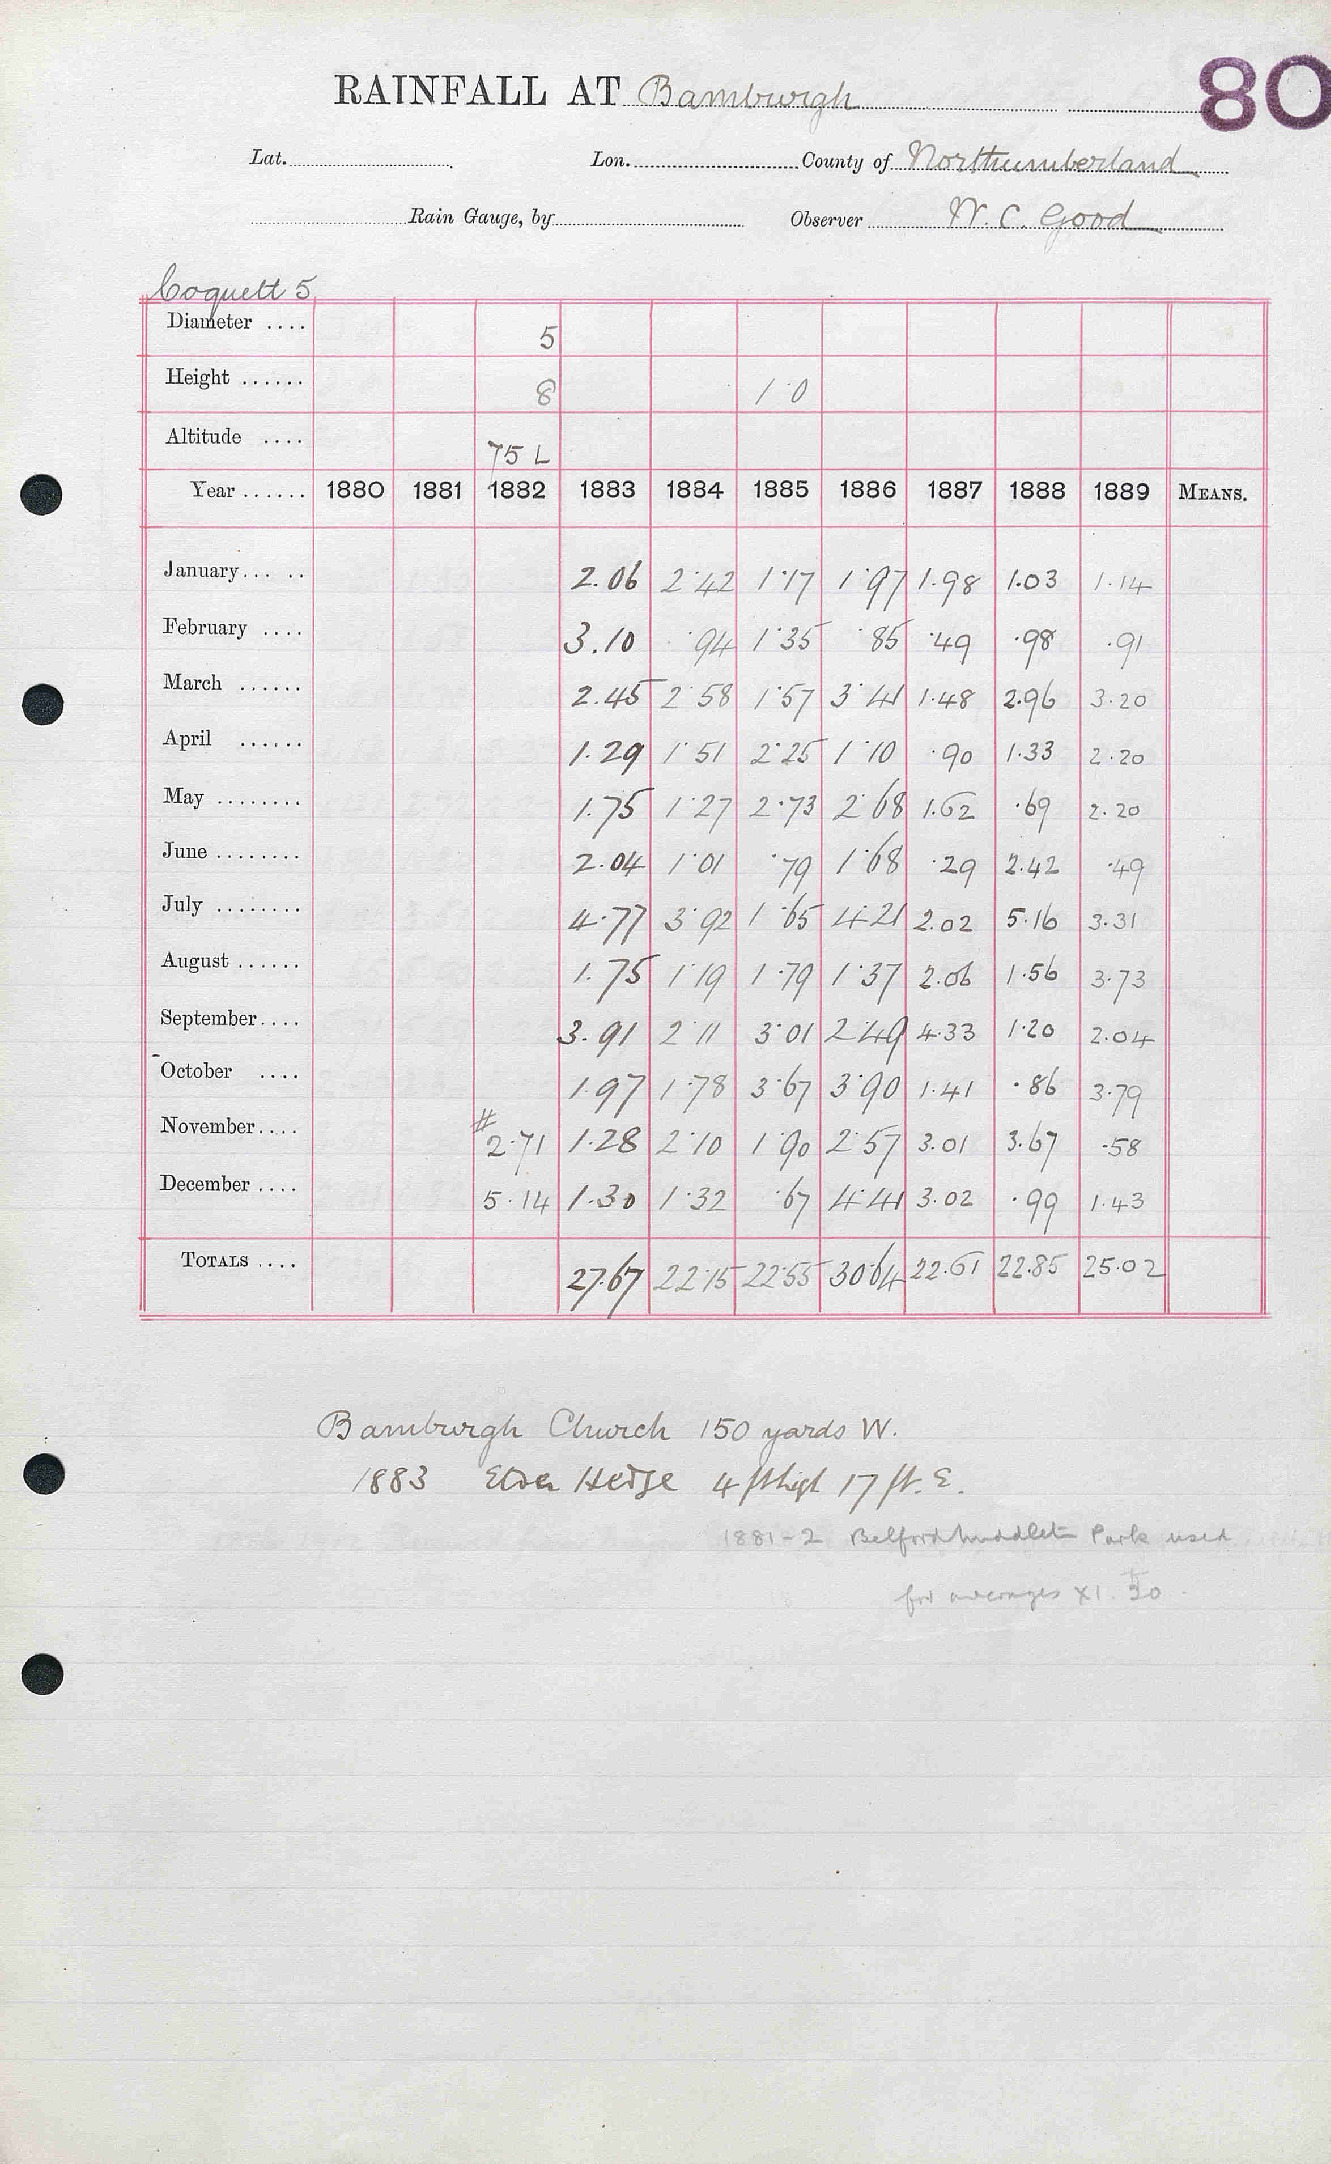 80
RAINFALL AT Bamburgh
Lat. Lon. County of Northumberland
Rain Gauge, by Observer W. C. Good
Coquett 5
Diameter .... 5
Height ...... 8 1·0
Altitude .... 75 L
Year ...... 1880 1881 1882 1883 1884 1885 1886 1887 1888 1889 MEANS.
January... .. 2.06 2·42 1·17 1·97 1.98 1.03 1.14
February .... 3.10 ·94 1·35 ·85 ·49 ·98 ·91
March ...... 2.45 2·58 1·57 3·41 1.48 2.96 3.20
April ...... 1.29 1·51 2·25 1·10 ·90 1.33 2.20
May ........ 1.75 1·27 2·73 2·68 1.62 ·69 2.20
June ........ 2.04 1·01 ·79 1·68 ·29 2.42 ·49
July ........ 4.77 3·92 1·65 4·21 2.02 5.16 3.31
August ...... 1.75 1·19 1·79 1·37 2.06 1.56 3.73
September.... 3.91 2·11 3·01 2·49 4.33 1.20 2.04
October .... 1.97 1·78 3·67 3·90 1.41 ·86 3.79
November.... # 2·71 1·28 2·10 1·90 2·57 3.01 3.67 ·58
December .... 5·14 1·30 1·32 ·67 4·41 3.02 ·99 1.43
TOTALS .... 27.67 22·15 22·55 30·64 22.61 22.85 25.02
Bamburgh Church 150 yards W.
1883 Elder Hedge 4 ft high 17 ft. E.
1881-2 Belford Park used
for averages X1.